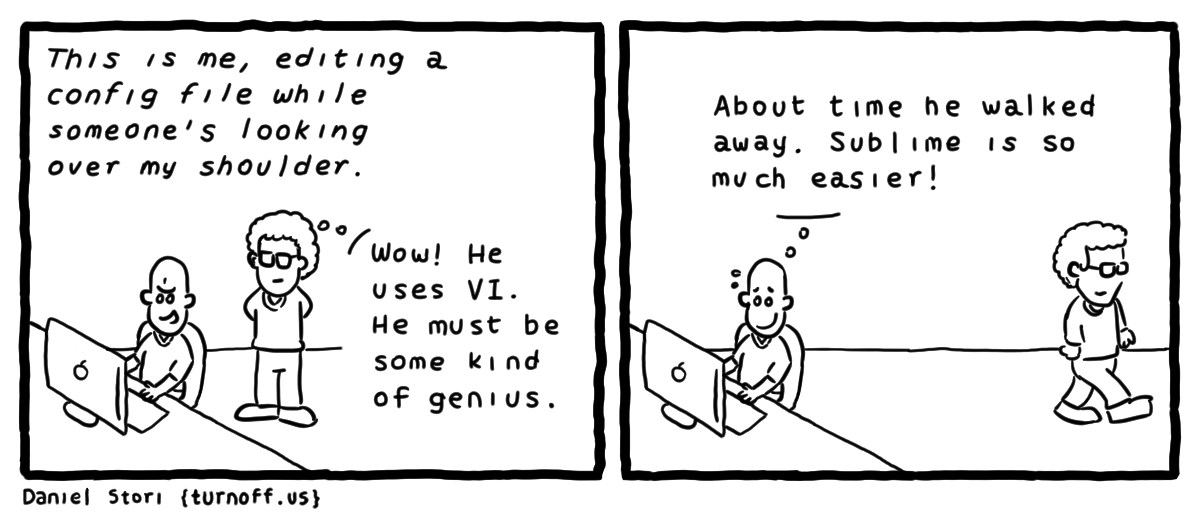 This is me, editing a
config file while
someone's looking
over my shoulder.
Wow! He
uses VI.
He must be
some kind
of genius.
About time he walked
away. Sublime is so
much easier!
Daniel Stori {turnoff.us}